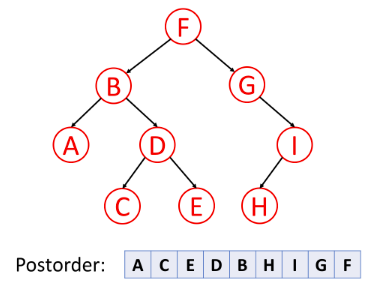 F
B G
A D I
C E H
Postorder: A C E D B H I G F